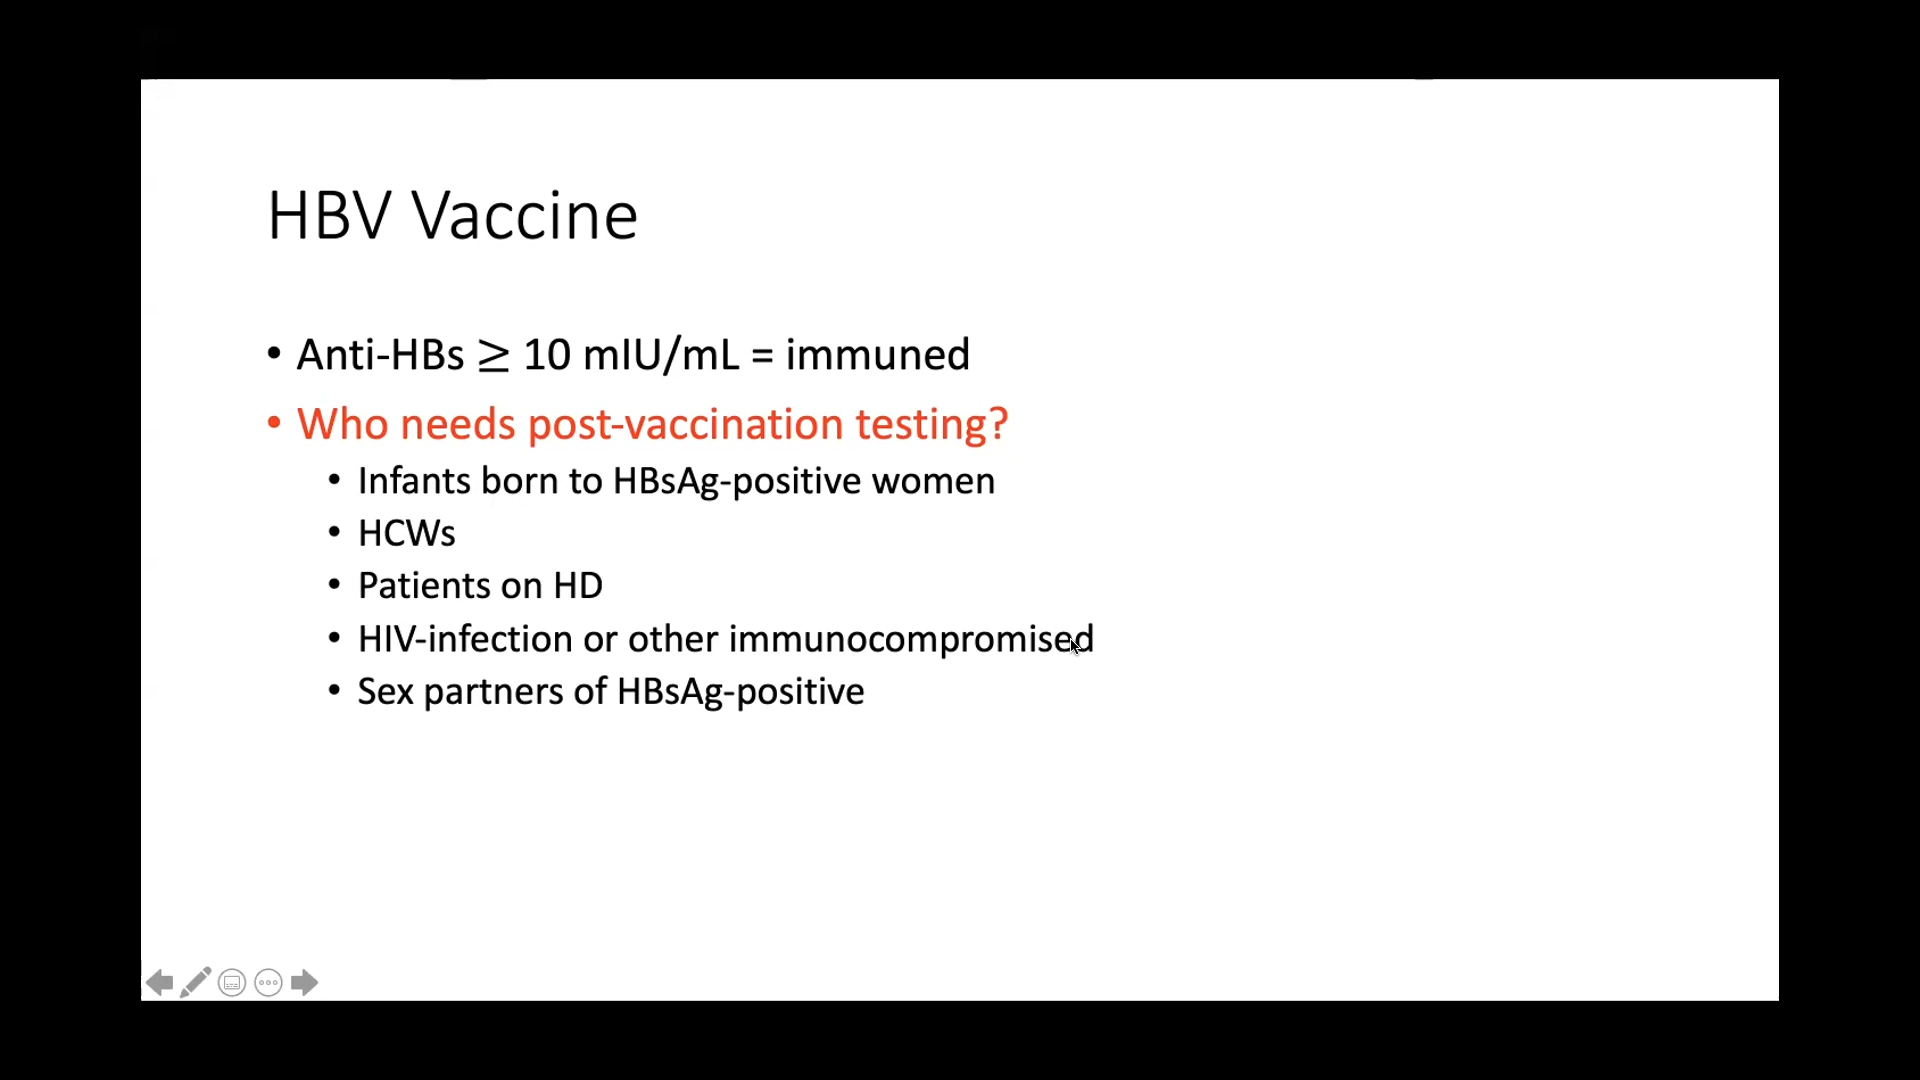 HBV Vaccine
• Anti-HBs ≥ 10 mIU/mL = immuned
• Who needs post-vaccination testing?
• Infants born to HBsAg-positive women
• HCWs
• Patients on HD
• HIV-infection or other immunocompromised
• Sex partners of HBsAg-positive